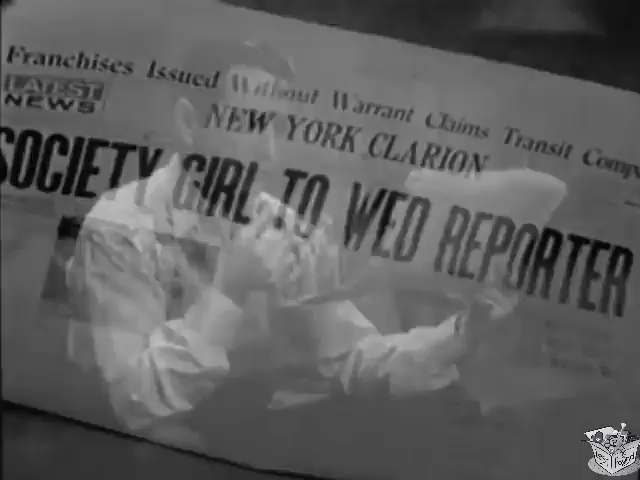 Franchises Issued Without Warrant Claims Transit Comp
LATEST
NEWS
NEW YORK CLARION
SOCIETY GIRL TO WED REPORTER